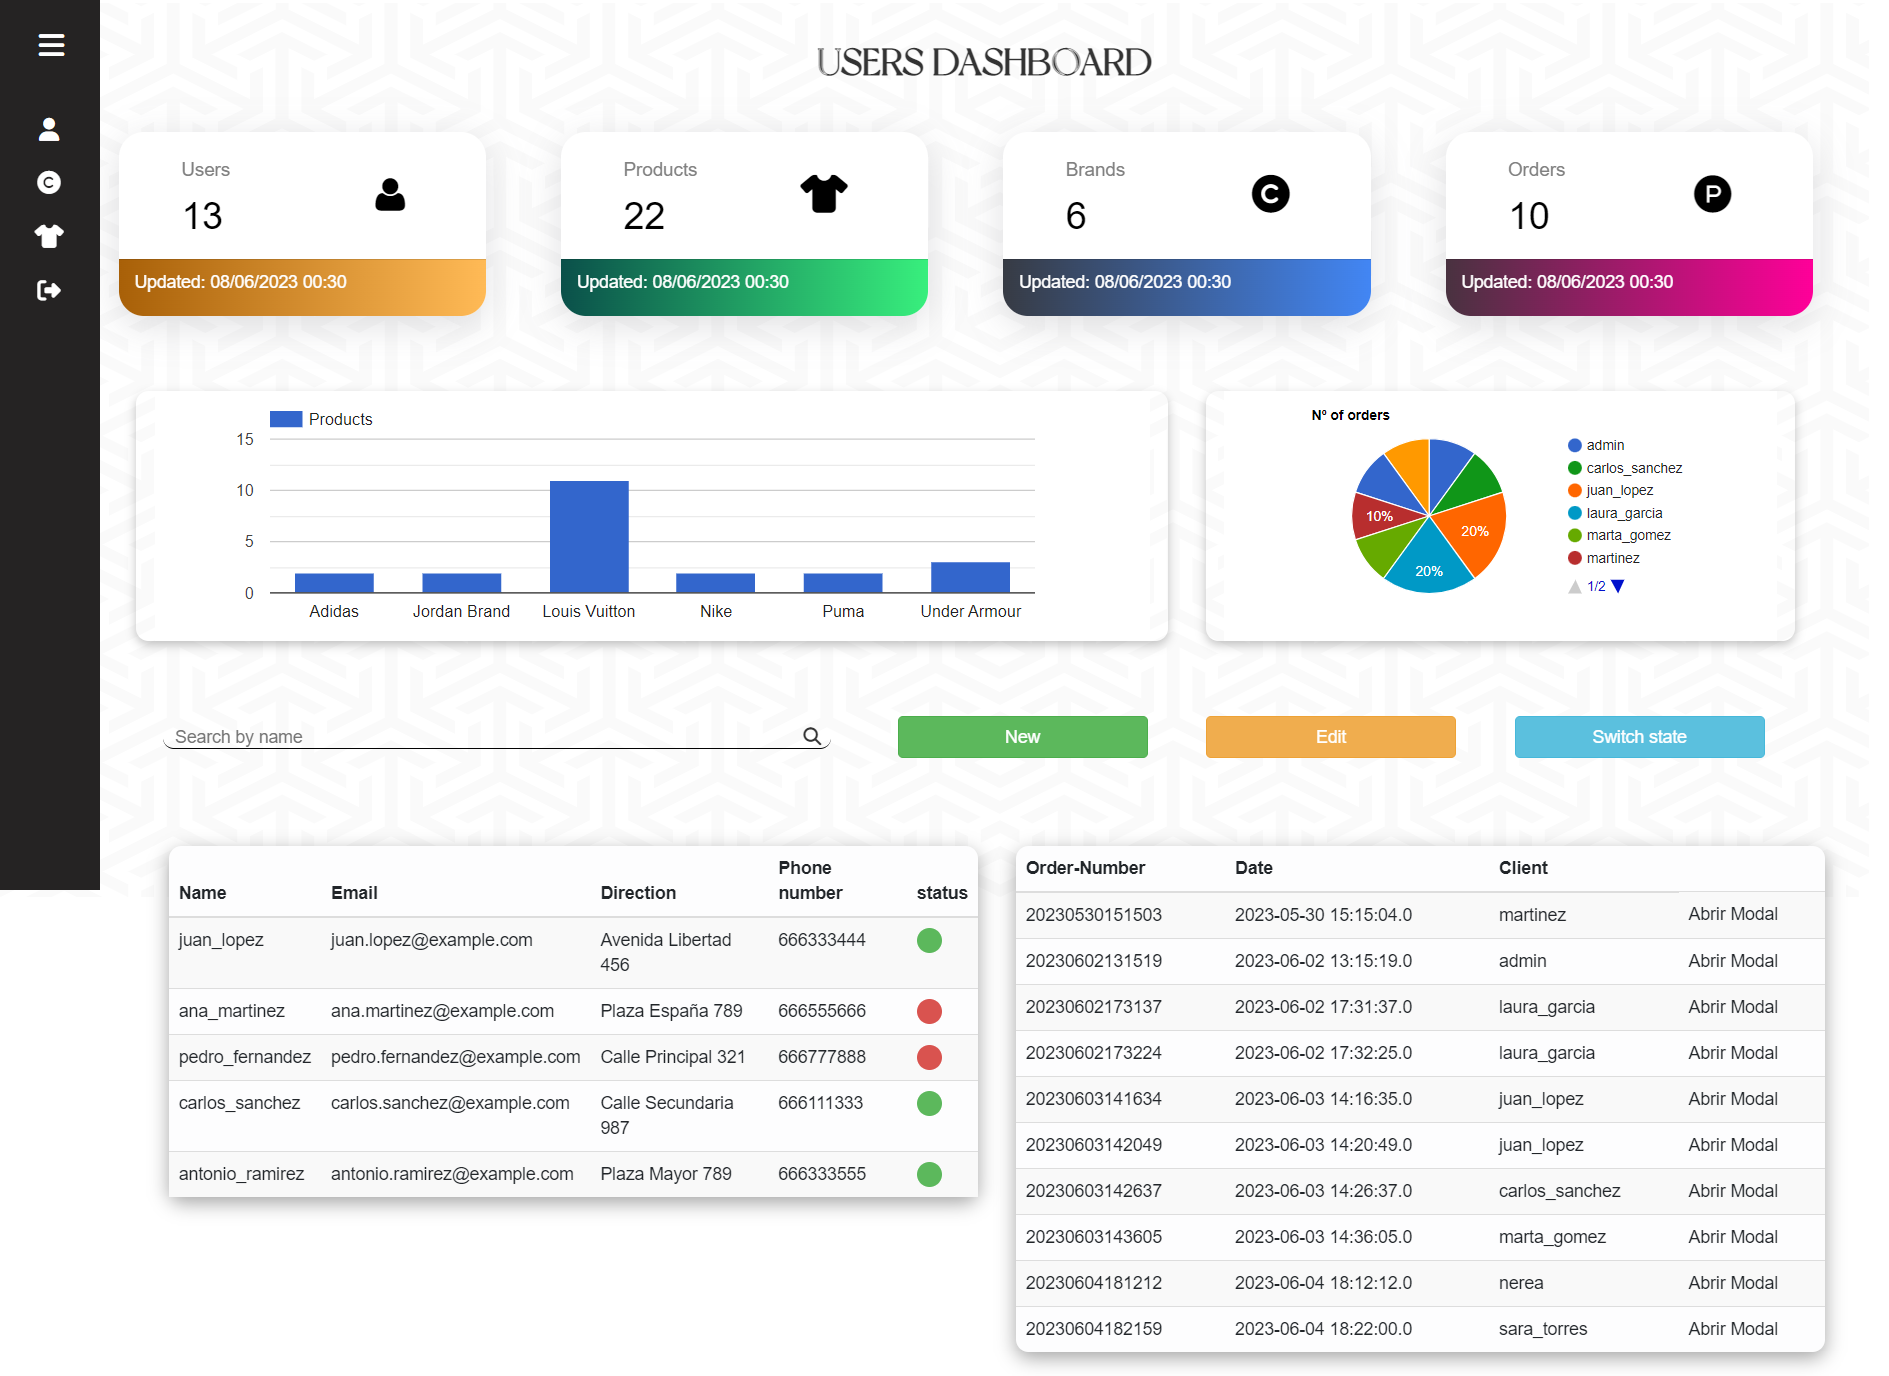 USERS DASHBOARD
Users
13
Updated: 08/06/2023 00:30
Products
22
Updated: 08/06/2023 00:30
Brands
6
C
Updated: 08/06/2023 00:30
Orders
10
P
Updated: 08/06/2023 00:30
C
Products
15
10
5
0
Adidas Jordan Brand Louis Vuitton Nike Puma Under Armour
Nº of orders
10%
20%
20%
admin
carlos_sanchez
juan_lopez
laura_garcia
marta_gomez
martinez
1/2
Search by name
New
Edit
Switch state
Name Email Direction Phone number status
juan_lopez juan.lopez@example.com Avenida Libertad 456 666333444
ana_martinez ana.martinez@example.com Plaza España 789 666555666
pedro_fernandez pedro.fernandez@example.com Calle Principal 321 666777888
carlos_sanchez carlos.sanchez@example.com Calle Secundaria 987 666111333
antonio_ramirez antonio.ramirez@example.com Plaza Mayor 789 666333555
Order-Number Date Client
20230530151503 2023-05-30 15:15:04.0 martinez Abrir Modal
20230602131519 2023-06-02 13:15:19.0 admin Abrir Modal
20230602173137 2023-06-02 17:31:37.0 laura_garcia Abrir Modal
20230602173224 2023-06-02 17:32:25.0 laura_garcia Abrir Modal
20230603141634 2023-06-03 14:16:35.0 juan_lopez Abrir Modal
20230603142049 2023-06-03 14:20:49.0 juan_lopez Abrir Modal
20230603142637 2023-06-03 14:26:37.0 carlos_sanchez Abrir Modal
20230603143605 2023-06-03 14:36:05.0 marta_gomez Abrir Modal
20230604181212 2023-06-04 18:12:12.0 nerea Abrir Modal
20230604182159 2023-06-04 18:22:00.0 sara_torres Abrir Modal